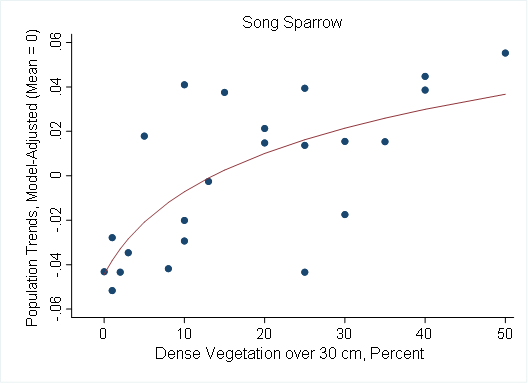 Song Sparrow
Population Trends, Model-Adjusted (Mean = 0)
.06
.04
.02
0
-.02
-.04
-.06
0 10 20 30 40 50
Dense Vegetation over 30 cm, Percent